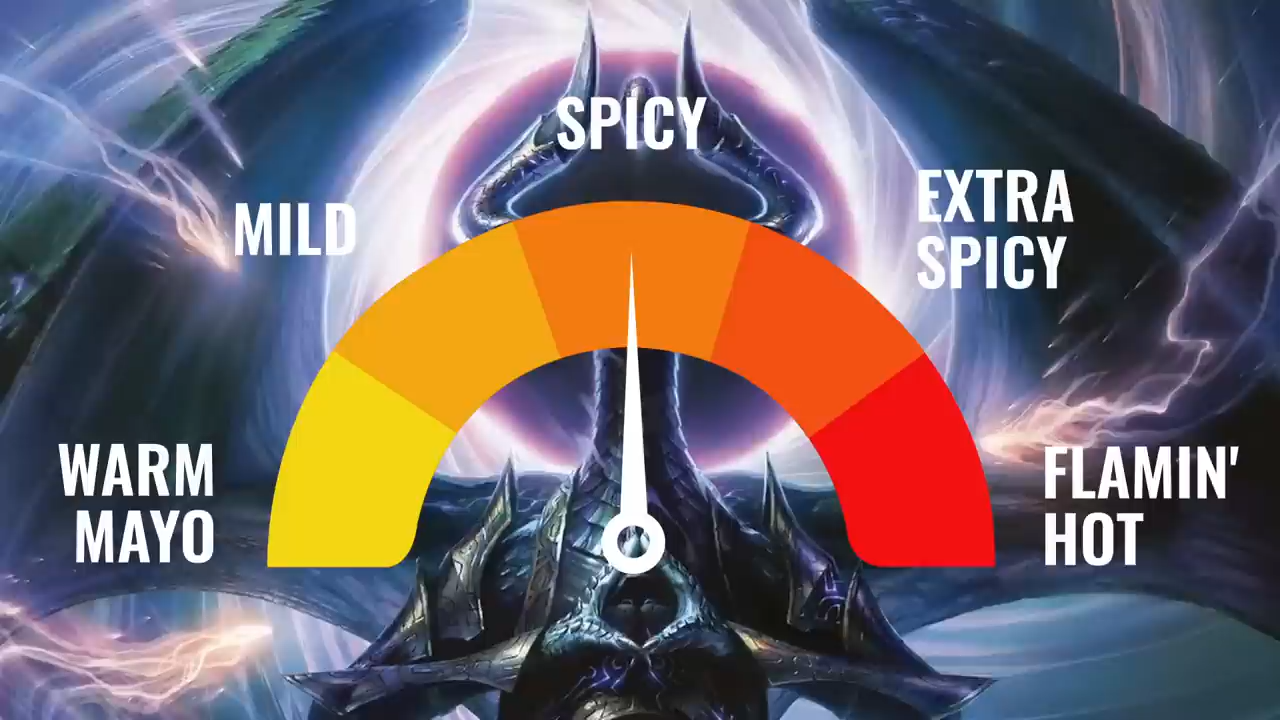 SPICY
MILD
EXTRA
SPICY
WARM
MAYO
FLAMIN'
HOT